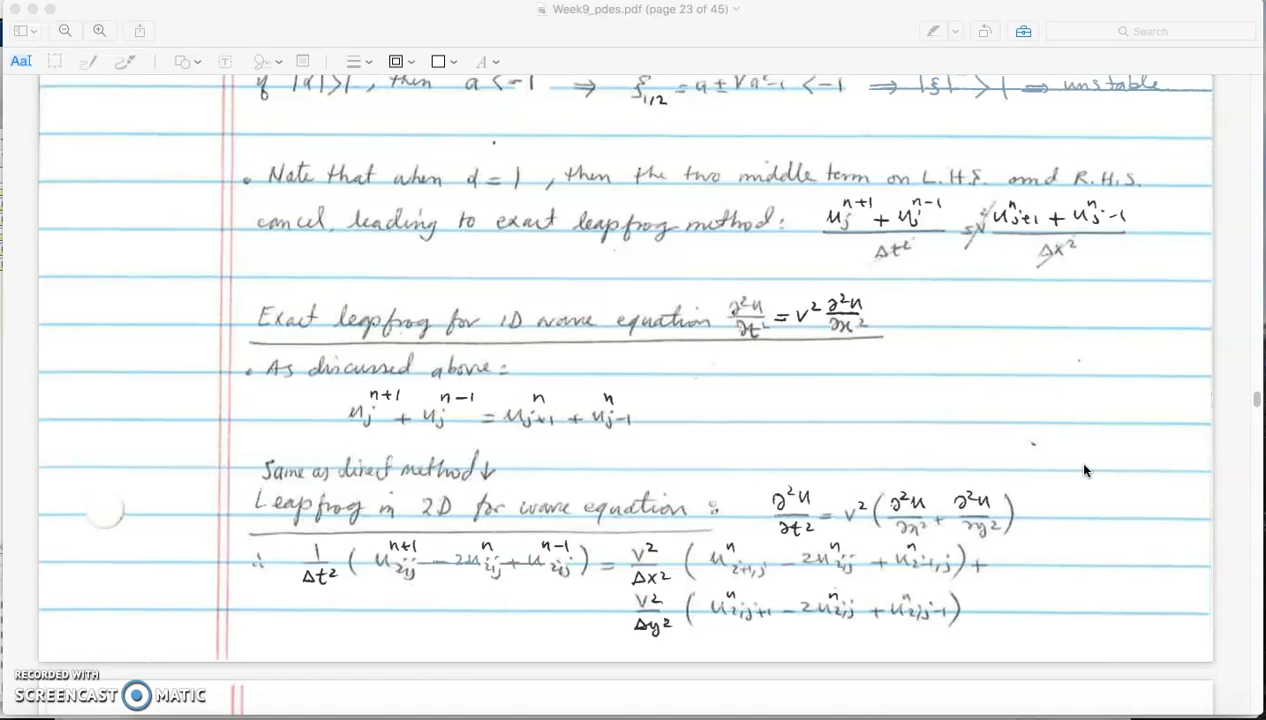 Week9_pdes.pdf (page 23 of 45)
Search
AaI
if |α|>1, then a < -1 ⇒ ξ₁,₂ = a ± √a²-1 < -1 ⇒ |ξ| > 1 ⇒ unstable
• Note that when α = 1, then the two middle term on L.H.S. and R.H.S.
cancel, leading to exact leapfrog method: (u_j^{n+1} + u_j^{n-1})/Δt² = v² (u_{j+1}^n + u_{j-1}^n)/Δx²
Exact leapfrog for 1D wave equation ∂²u/∂t² = v² ∂²u/∂x²
• As discussed above:
u_j^{n+1} + u_j^{n-1} = u_{j+1}^n + u_{j-1}^n
Same as direct method ↓
Leapfrog in 2D for wave equation : ∂²u/∂t² = v² (∂²u/∂x² + ∂²u/∂y²)
∴ 1/Δt² (u_{i,j}^{n+1} - 2u_{i,j}^n + u_{i,j}^{n-1}) = v²/Δx² (u_{i+1,j}^n - 2u_{i,j}^n + u_{i-1,j}^n) +
v²/Δy² (u_{i,j+1}^n - 2u_{i,j}^n + u_{i,j-1}^n)
RECORDED WITH
SCREENCAST MATIC